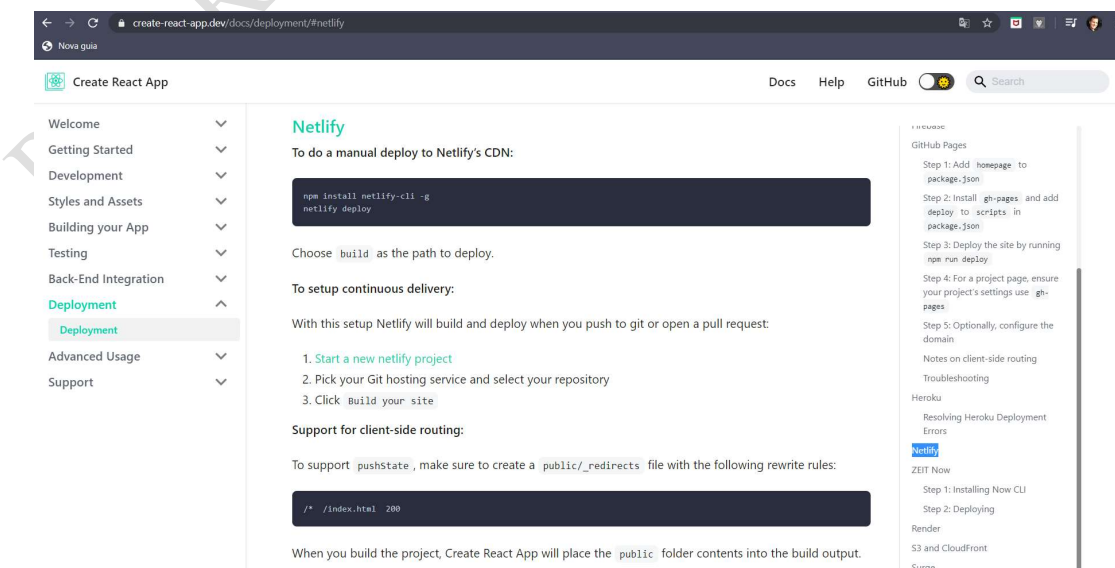 create-react-app.dev/docs/deployment/#netlify
Nova guia
Create React App
Docs Help GitHub Search
Welcome
Getting Started
Development
Styles and Assets
Building your App
Testing
Back-End Integration
Deployment
Deployment
Advanced Usage
Support
Netlify
To do a manual deploy to Netlify's CDN:
npm install netlify-cli -g
netlify deploy
Choose build as the path to deploy.
To setup continuous delivery:
With this setup Netlify will build and deploy when you push to git or open a pull request:
1. Start a new netlify project
2. Pick your Git hosting service and select your repository
3. Click Build your site
Support for client-side routing:
To support pushState , make sure to create a public/_redirects file with the following rewrite rules:
/* /index.html 200
When you build the project, Create React App will place the public folder contents into the build output.
Firebase
GitHub Pages
Step 1: Add homepage to
package.json
Step 2: Install gh-pages and add
deploy to scripts in
package.json
Step 3: Deploy the site by running
npm run deploy
Step 4: For a project page, ensure
your project's settings use gh-
pages
Step 5: Optionally, configure the
domain
Notes on client-side routing
Troubleshooting
Heroku
Resolving Heroku Deployment
Errors
Netlify
ZEIT Now
Step 1: Installing Now CLI
Step 2: Deploying
Render
S3 and CloudFront
Surge